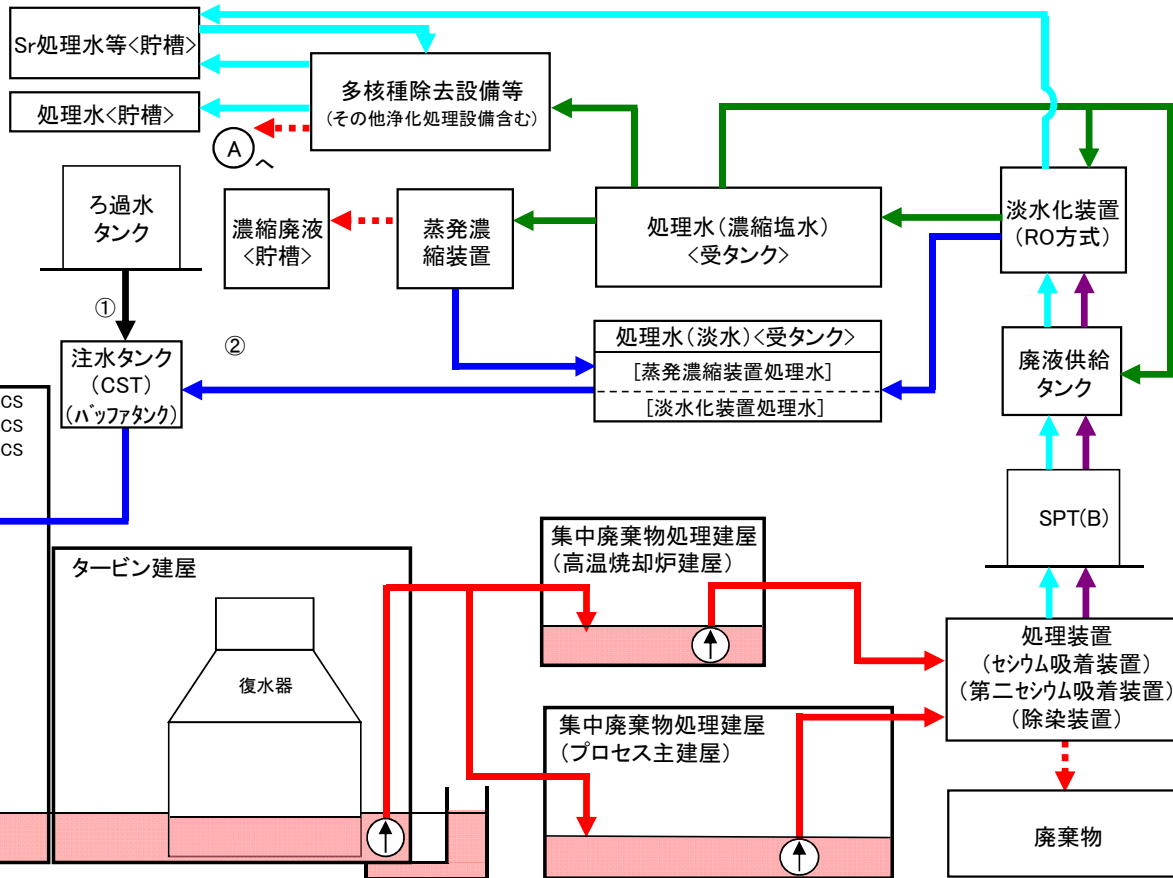 Sr処理水等<貯槽>
処理水<貯槽>
多核種除去設備等
(その他浄化処理設備含む)
A
へ
ろ過水
タンク
濃縮廃液
<貯槽>
蒸発濃
縮装置
処理水(濃縮塩水)
<受タンク>
淡水化装置
(RO方式)
①
②
注水タンク
(CST)
(バッファタンク)
処理水(淡水)<受タンク>
[蒸発濃縮装置処理水]
[淡水化装置処理水]
廃液供給
タンク
CS
CS
CS
SPT(B)
タービン建屋
復水器
集中廃棄物処理建屋
(高温焼却炉建屋)
集中廃棄物処理建屋
(プロセス主建屋)
処理装置
(セシウム吸着装置)
(第二セシウム吸着装置)
(除染装置)
廃棄物